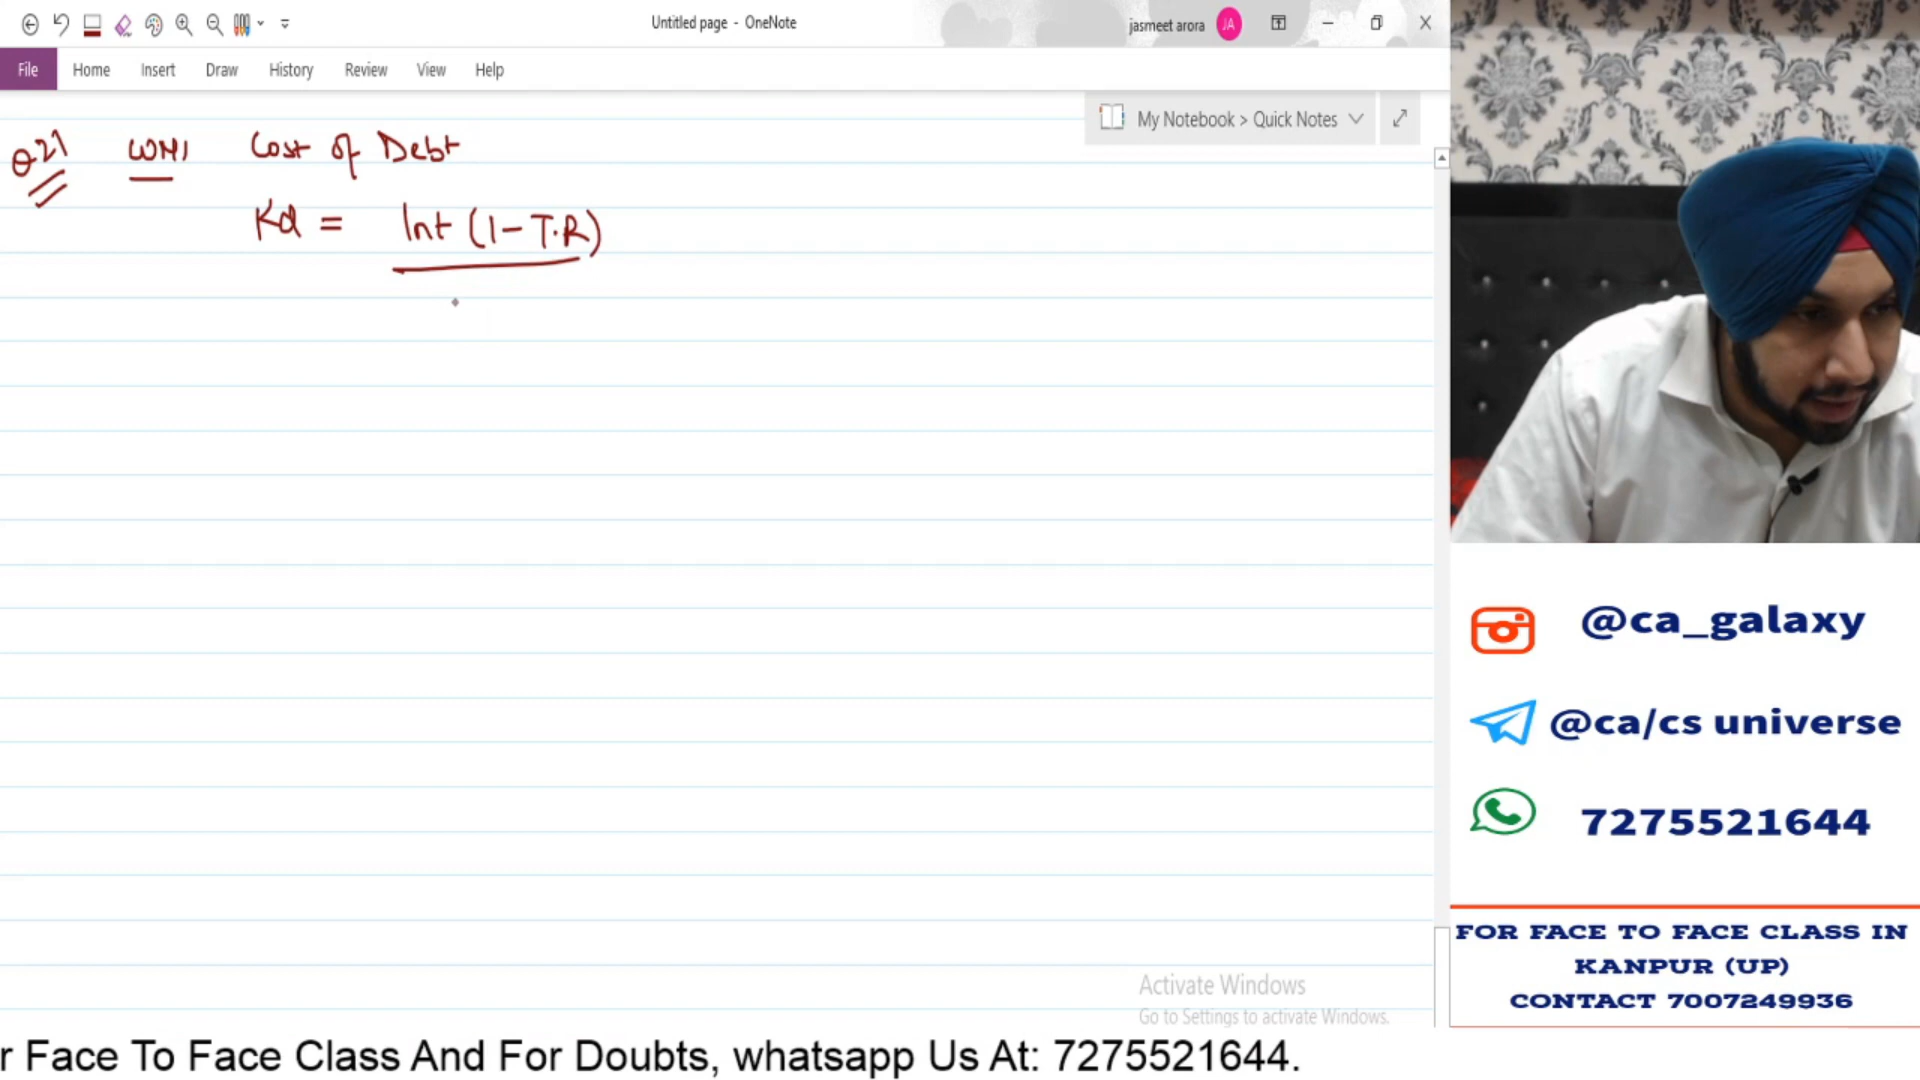 Untitled page - OneNote
jasmeet arora
JA
File Home Insert Draw History Review View Help
My Notebook > Quick Notes
Q21 WN1 Cost of Debt
Kd = Int (1-T.R)
@ca_galaxy
@ca/cs universe
7275521644
FOR FACE TO FACE CLASS IN
KANPUR (UP)
CONTACT 7007249936
Activate Windows
Go to Settings to activate Windows.
r Face To Face Class And For Doubts, whatsapp Us At: 7275521644.